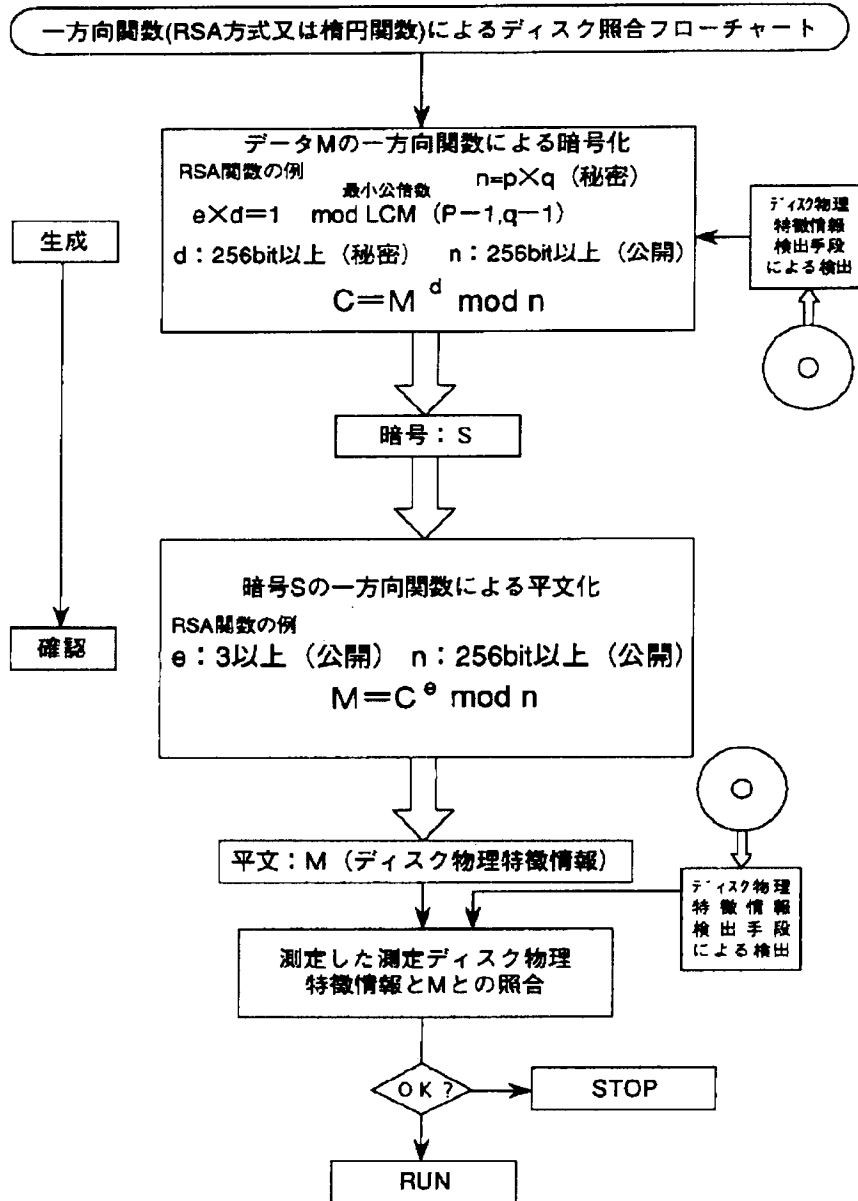 一方向関数(RSA方式又は楕円関数)によるディスク照合フローチャート
データMの一方向関数による暗号化
RSA関数の例
n=p×q (秘密)
最小公倍数
e×d=1 mod LCM (P−1,q−1)
d:256bit以上(秘密) n:256bit以上(公開)
C=M^d mod n
ディスク物理
特徴情報
検出手段
による検出
生成
暗号:S
暗号Sの一方向関数による平文化
RSA関数の例
e:3以上(公開) n:256bit以上(公開)
M=C^e mod n
確認
平文:M(ディスク物理特徴情報)
ディスク物理
特徴情報
検出手段
による検出
測定した測定ディスク物理
特徴情報とMとの照合
OK?
STOP
RUN